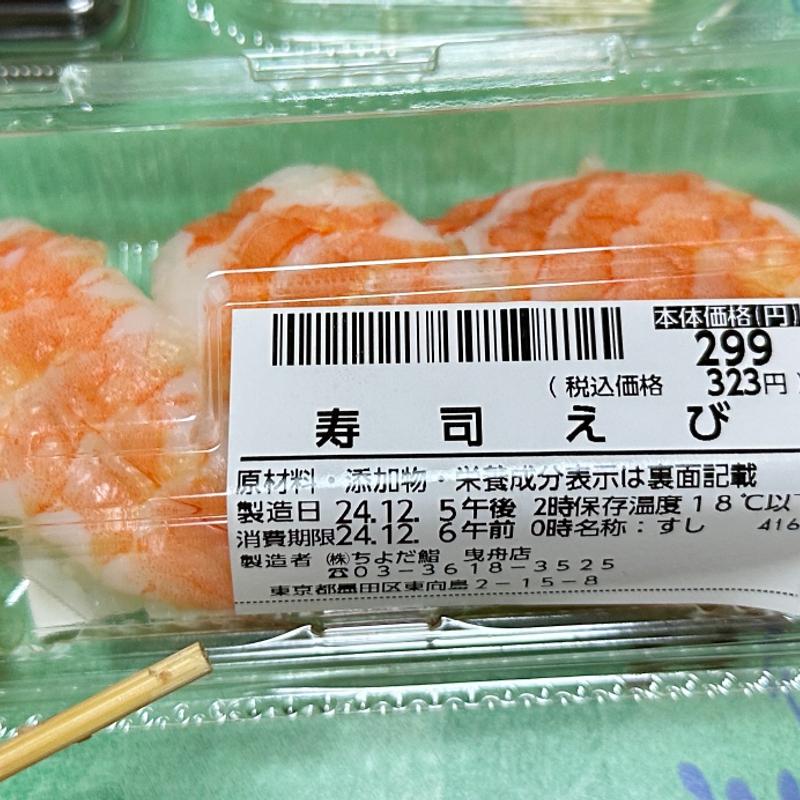 本体価格(円)
299
(税込価格 323円)
寿司えび
原材料・添加物・栄養成分表示は裏面記載
製造日 24.12. 5午後 2時保存温度18℃以下
消費期限24.12. 6午前 0時名称:すし 416
製造者 ㈱ちよだ鮨 曳舟店
☎03-3618-3525
東京都墨田区東向島2-15-8